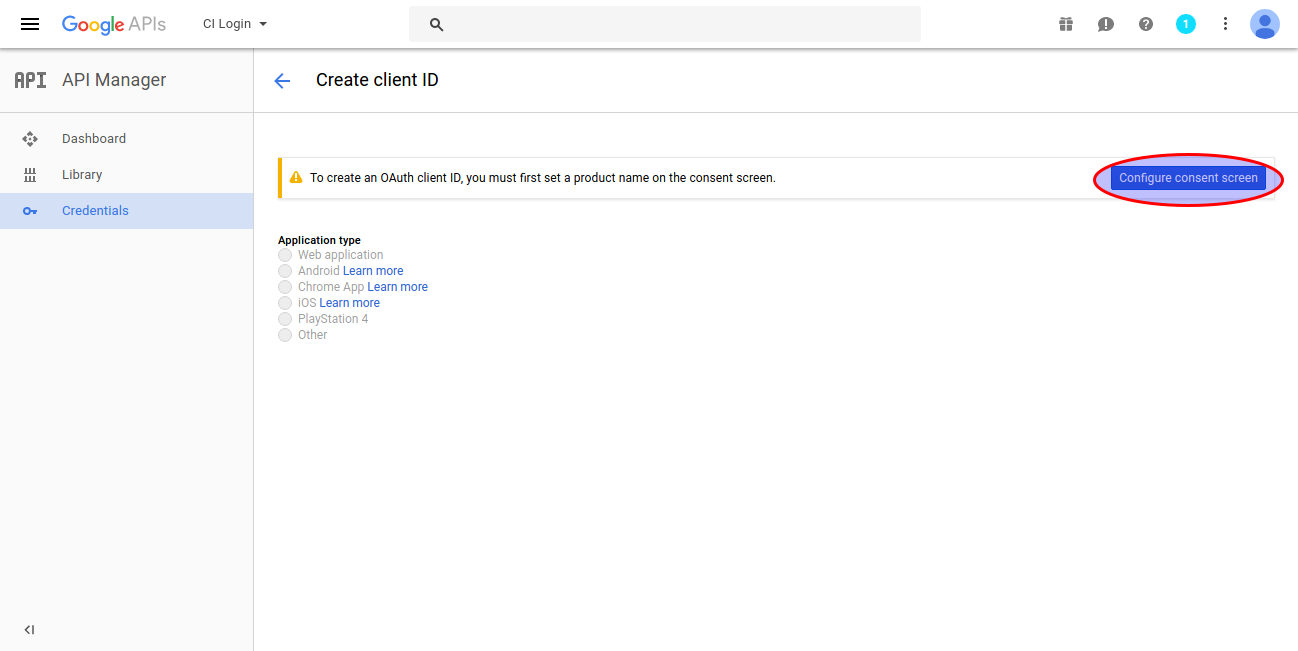 Google APIs
CI Login
1
API
API Manager
Create client ID
Dashboard
Library
Credentials
To create an OAuth client ID, you must first set a product name on the consent screen.
Configure consent screen
Application type
Web application
Android Learn more
Chrome App Learn more
iOS Learn more
PlayStation 4
Other